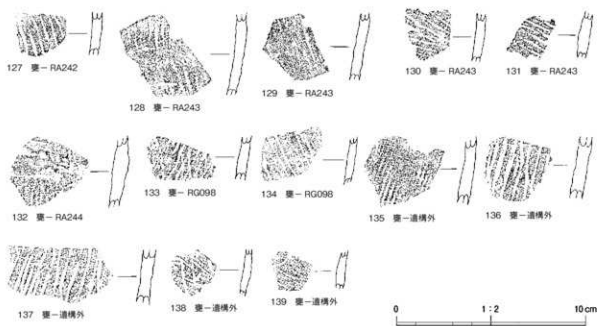 127 甕－RA242
128 甕－RA243
129 甕－RA243
130 甕－RA243
131 甕－RA243
132 甕－RA244
133 甕－RG098
134 甕－RG098
135 甕－遺構外
136 甕－遺構外
137 甕－遺構外
138 甕－遺構外
139 甕－遺構外
0 1:2 10cm